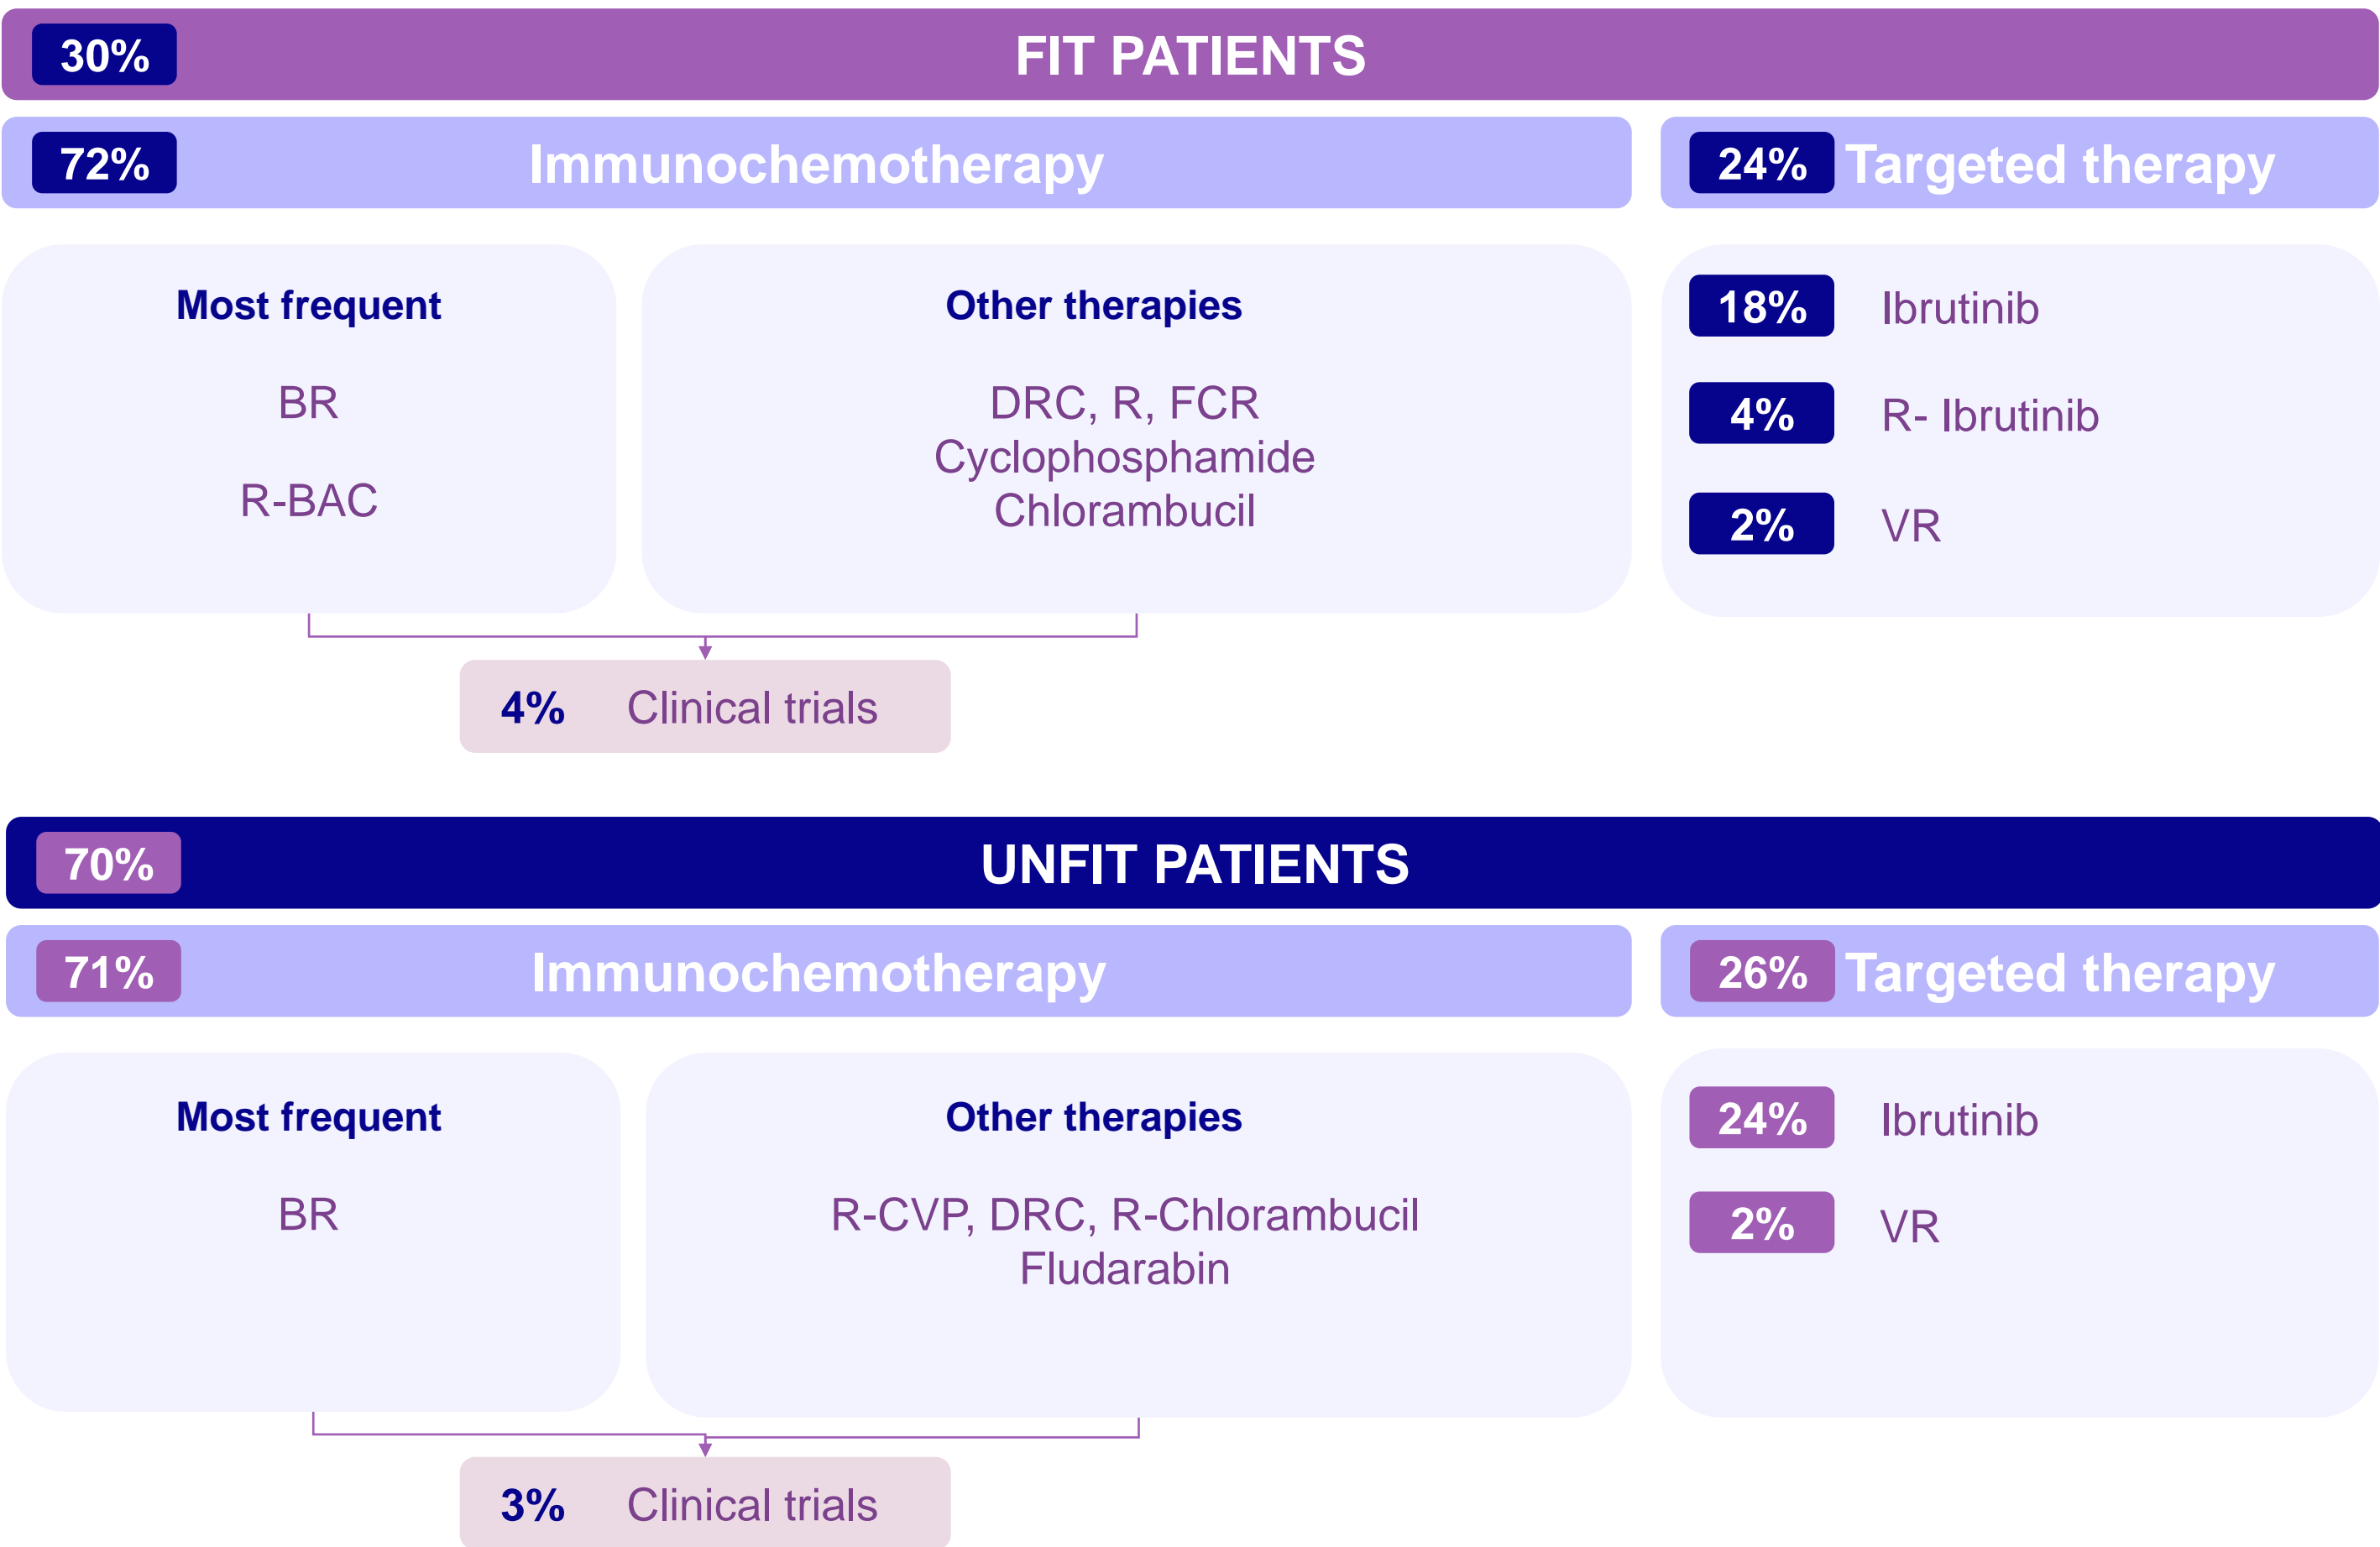 30% FIT PATIENTS
72% Immunochemotherapy
24% Targeted therapy
Most frequent
BR
R-BAC
Other therapies
DRC, R, FCR
Cyclophosphamide
Chlorambucil
18% Ibrutinib
4% R- Ibrutinib
2% VR
4% Clinical trials
70% UNFIT PATIENTS
71% Immunochemotherapy
26% Targeted therapy
Most frequent
BR
Other therapies
R-CVP, DRC, R-Chlorambucil
Fludarabin
24% Ibrutinib
2% VR
3% Clinical trials